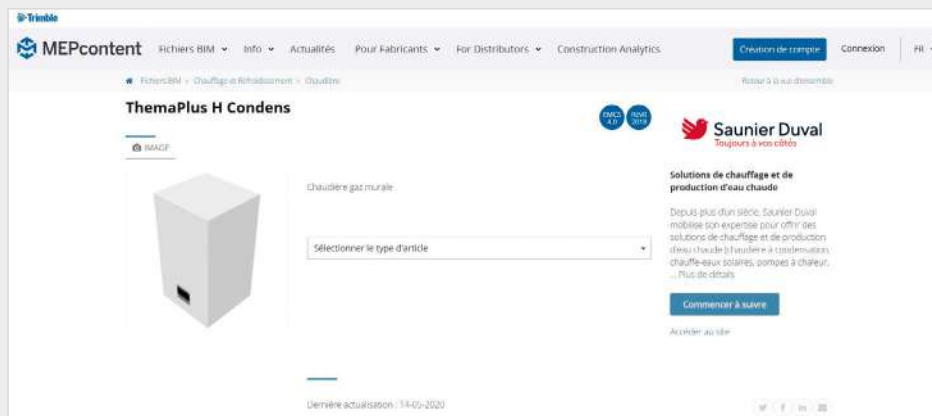 Trimble
MEPcontent Fichiers BIM Info Actualités Pour Fabricants For Distributors Construction Analytics Création de compte Connexion FR
Fichiers BIM > Chauffage et Refroidissement > Chaudière Retour à la vue d'ensemble
ThemaPlus H Condens
Saunier Duval
Toujours à vos côtés
IMAGE
Chaudière gaz murale
Sélectionner le type d'article
Solutions de chauffage et de
production d'eau chaude
Depuis plus d'un siècle, Saunier Duval
mobilise son expertise pour offrir des
solutions de chauffage et de production
d'eau chaude (chaudière à condensation,
chauffe-eaux solaires, pompes à chaleur,
... Plus de détails
Commencer à suivre
Accéder au site
Dernière actualisation : 14-05-2020